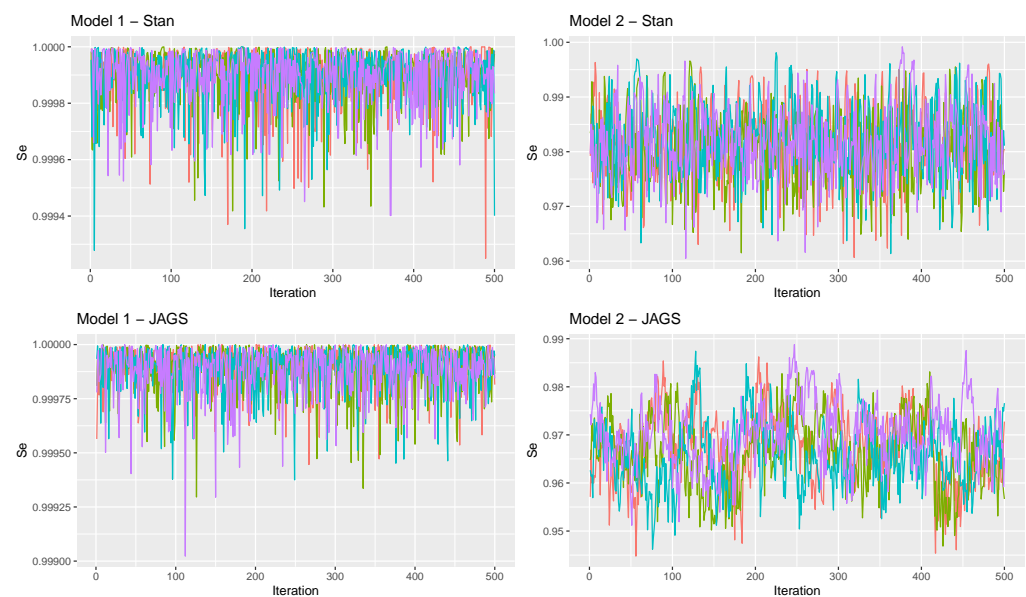 Model 1 − Stan
1.0000
0.9998
0.9996
0.9994
Se
0 100 200 300 400 500
Iteration
Model 2 − Stan
1.00
0.99
0.98
0.97
0.96
Se
0 100 200 300 400 500
Iteration
Model 1 − JAGS
1.00000
0.99975
0.99950
0.99925
0.99900
Se
0 100 200 300 400 500
Iteration
Model 2 − JAGS
0.99
0.98
0.97
0.96
0.95
Se
0 100 200 300 400 500
Iteration